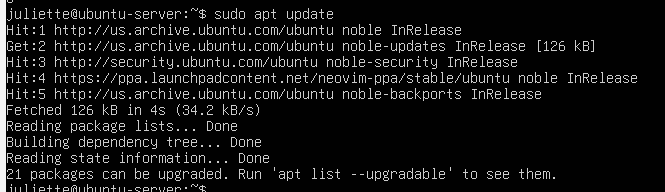 juliette@ubuntu-server:~$ sudo apt update
Hit:1 http://us.archive.ubuntu.com/ubuntu noble InRelease
Get:2 http://us.archive.ubuntu.com/ubuntu noble-updates InRelease [126 kB]
Hit:3 http://security.ubuntu.com/ubuntu noble-security InRelease
Hit:4 https://ppa.launchpadcontent.net/neovim-ppa/stable/ubuntu noble InRelease
Hit:5 http://us.archive.ubuntu.com/ubuntu noble-backports InRelease
Fetched 126 kB in 4s (34.2 kB/s)
Reading package lists... Done
Building dependency tree... Done
Reading state information... Done
21 packages can be upgraded. Run 'apt list --upgradable' to see them.
juliette@ubuntu-server:~$